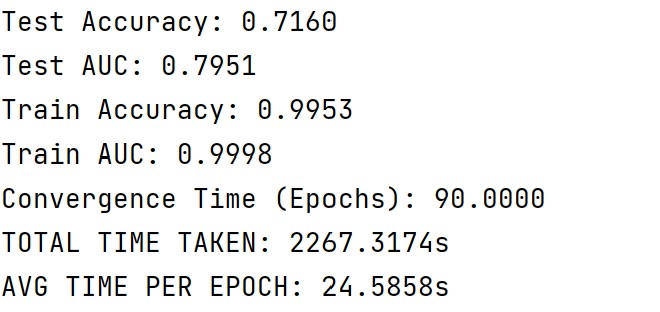 Test Accuracy: 0.7160
Test AUC: 0.7951
Train Accuracy: 0.9953
Train AUC: 0.9998
Convergence Time (Epochs): 90.0000
TOTAL TIME TAKEN: 2267.3174s
AVG TIME PER EPOCH: 24.5858s